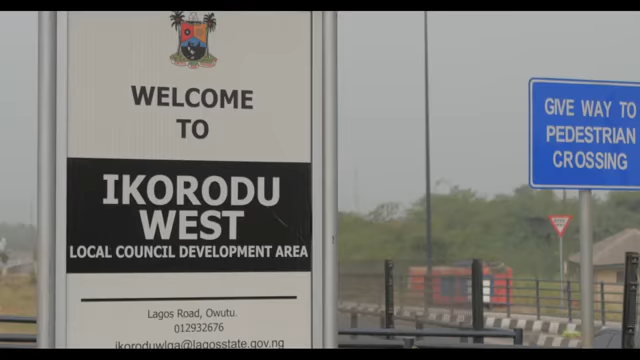 WELCOME
TO
IKORODU
WEST
LOCAL COUNCIL DEVELOPMENT AREA
Lagos Road, Owutu.
012932676
ikoroduwlga@lagosstate.gov.ng
GIVE WAY TO
PEDESTRIAN
CROSSING